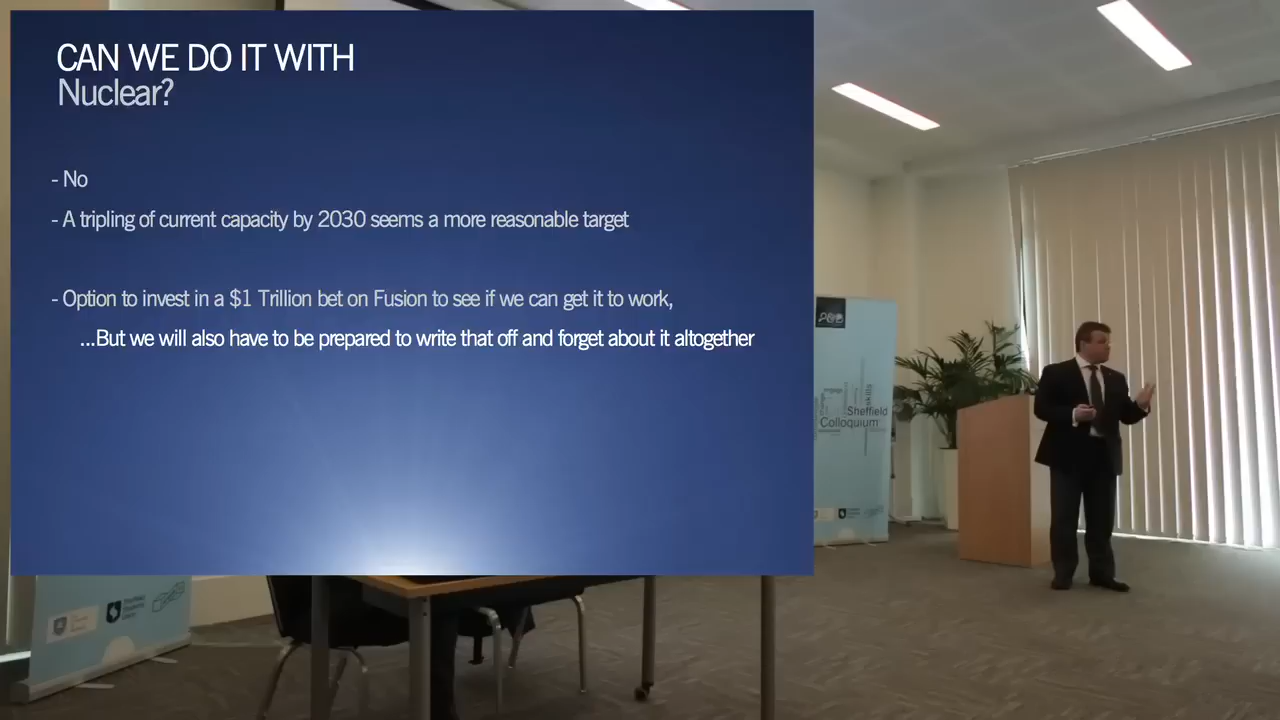 CAN WE DO IT WITH
Nuclear?
- No
- A tripling of current capacity by 2030 seems a more reasonable target
- Option to invest in a $1 Trillion bet on Fusion to see if we can get it to work,
...But we will also have to be prepared to write that off and forget about it altogether
skills
Sheffield
Colloquium